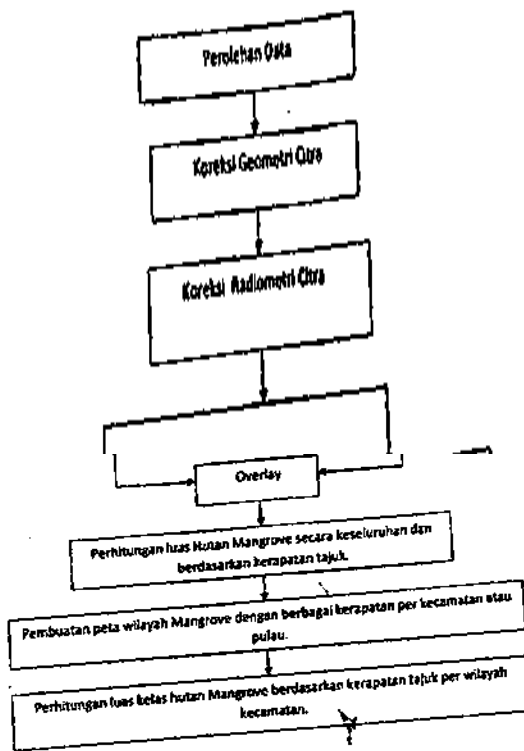 Perolehan Data
Koreksi Geometri Citra
Koreksi Radiometri Citra
Overlay
Perhitungan luas Hutan Mangrove secara keseluruhan dan
berdasarkan kerapatan tajuk.
Pembuatan peta wilayah Mangrove dengan berbagai kerapatan per kecamatan atau
pulau.
Perhitungan luas kelas hutan Mangrove berdasarkan kerapatan tajuk per wilayah
kecamatan.